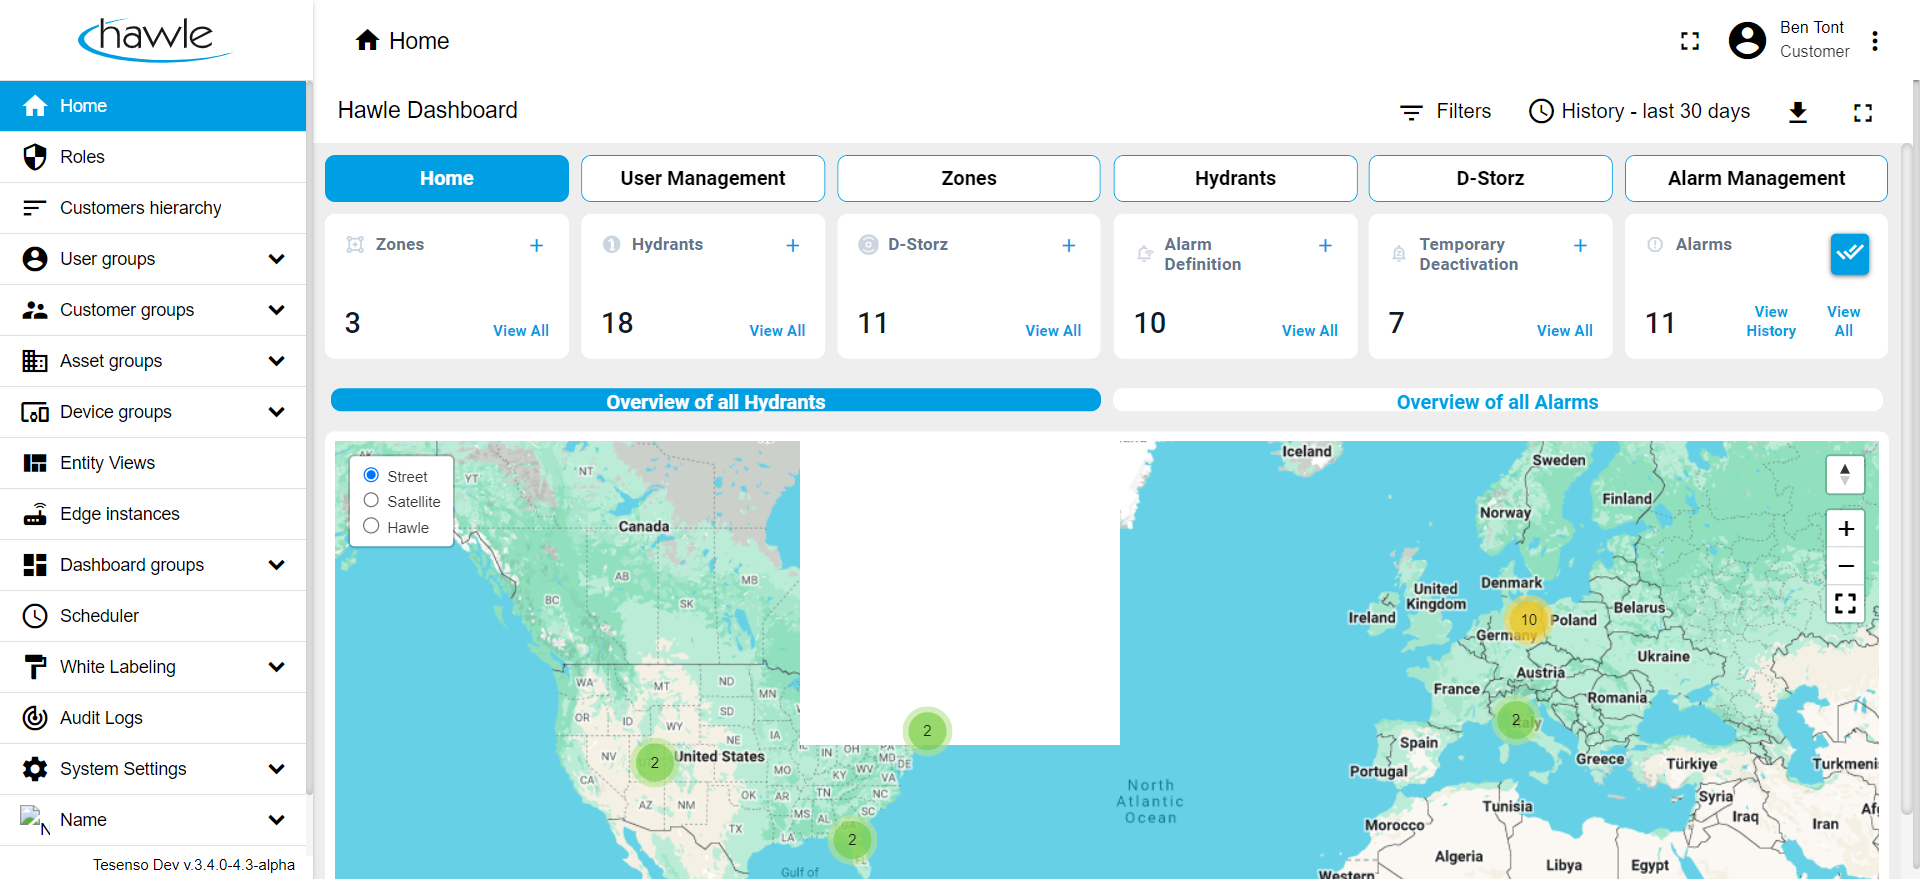 hawle
Home
Ben Tont
Customer
Home
Roles
Customers hierarchy
User groups
Customer groups
Asset groups
Device groups
Entity Views
Edge instances
Dashboard groups
Scheduler
White Labeling
Audit Logs
System Settings
Name
Tesenso Dev v.3.4.0-4.3-alpha
Hawle Dashboard
Filters
History - last 30 days
Home
User Management
Zones
Hydrants
D-Storz
Alarm Management
Zones
3
View All
Hydrants
18
View All
D-Storz
11
View All
Alarm
Definition
10
View All
Temporary
Deactivation
7
View All
Alarms
11
View
History
View
All
Overview of all Hydrants
Overview of all Alarms
Street
Satellite
Hawle
AK
YT
NT
Canada
AB
BC
SK
MB
WA
MT
ND
MN
OR
ID
WY
SD
NE
IA
NV
United States
CA
AZ
NM
OK
TX
MO
AR
LA
MS
AL
TN
KY
IN
OH
WV
PA
MD
DE
VA
NC
SC
FL
Gulf of
2
2
2
10
2
North
Atlantic
Ocean
Iceland
Sweden
Finland
Norway
Denmark
United
Kingdom
Ireland
Germany
Poland
Belarus
Ukraine
Austria
France
Romania
Italy
Spain
Portugal
Greece
Türkiye
Turkmeni
Tunisia
Syria
Iraq
Iran
Af
Morocco
Algeria
Libya
Egypt
Western